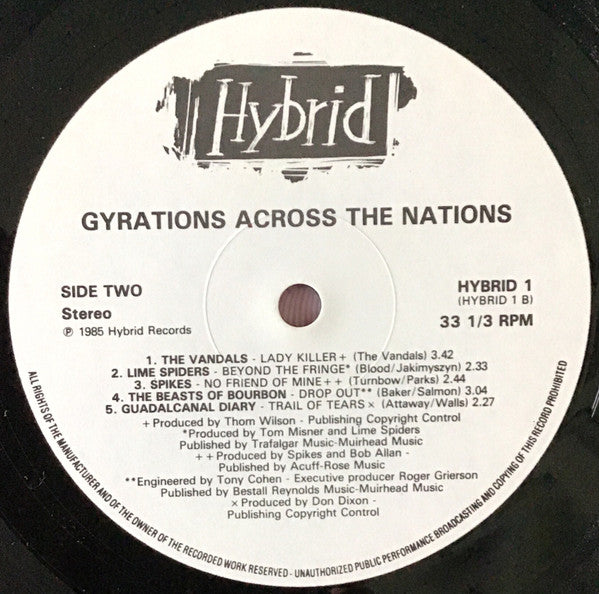 Hybrid
GYRATIONS ACROSS THE NATIONS
SIDE TWO
Stereo
℗ 1985 Hybrid Records
HYBRID 1
(HYBRID 1 B)
33 1/3 RPM
1. THE VANDALS - LADY KILLER + (The Vandals) 3.42
2. LIME SPIDERS - BEYOND THE FRINGE* (Blood/Jakimyszyn) 2.33
3. SPIKES - NO FRIEND OF MINE + + (Turnbow/Parks) 2.44
4. THE BEASTS OF BOURBON - DROP OUT** (Baker/Salmon) 3.04
5. GUADALCANAL DIARY - TRAIL OF TEARS × (Attaway/Walls) 2.27
+ Produced by Thom Wilson - Publishing Copyright Control
*Produced by Tom Misner and Lime Spiders
Published by Trafalgar Music-Muirhead Music
+ + Produced by Spikes and Bob Allan -
Published by Acuff-Rose Music
**Engineered by Tony Cohen - Executive producer Roger Grierson
Published by Bestall Reynolds Music-Muirhead Music
× Produced by Don Dixon -
Publishing Copyright Control
ALL RIGHTS OF THE MANUFACTURER AND OF THE OWNER OF THE RECORDED WORK RESERVED - UNAUTHORIZED PUBLIC PERFORMANCE BROADCASTING AND COPYING OF THIS RECORD PROHIBITED